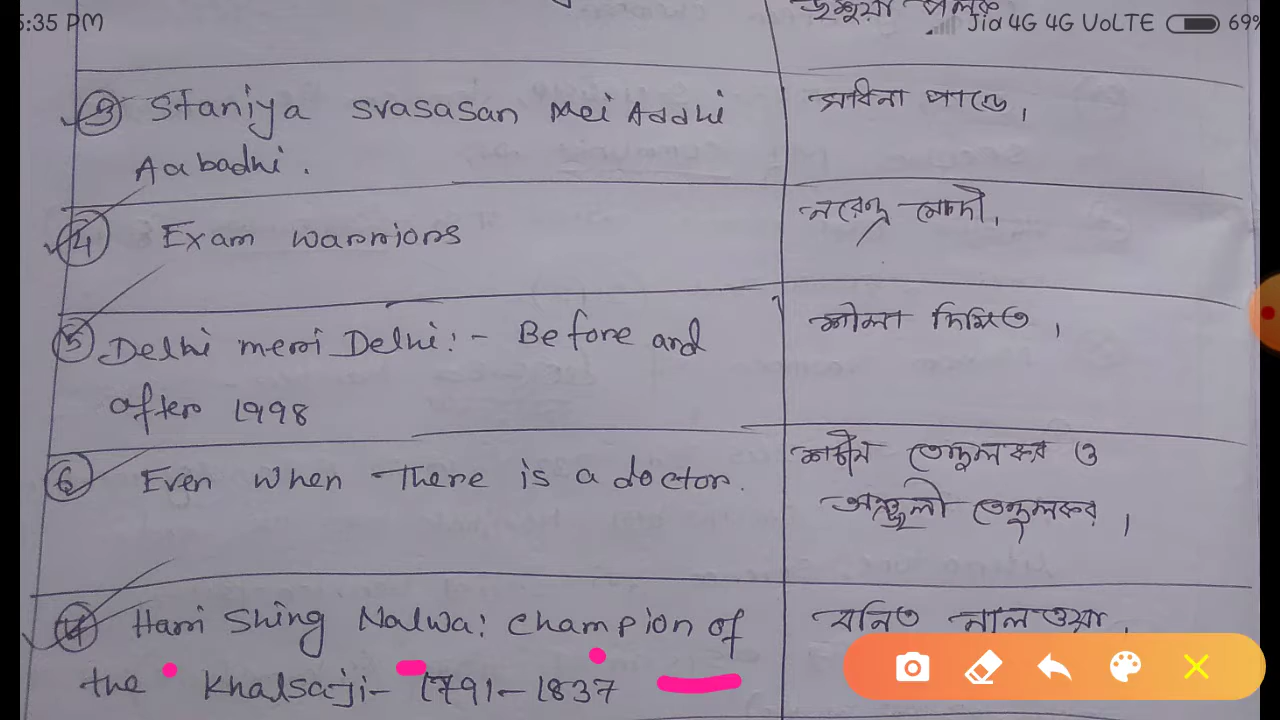 5:35 PM
Jio 4G 4G VoLTE 69%
③ Staniya svasasan Mei Aadhi সাবিনা পান্ডে,
Aabadhi.
④ Exam warriors নরেন্দ্র মোদী,
⑤ Delhi meri Delhi:- Before and শীলা দিক্ষিত,
after 1998
⑥ Even when There is a doctor. শচীন তেন্ডুলকর ও
অঞ্জলী তেন্ডুলকর,
Hari Shing Nalwa: champion of বনিত নালওয়া,
the Khalsaji- 1791-1837